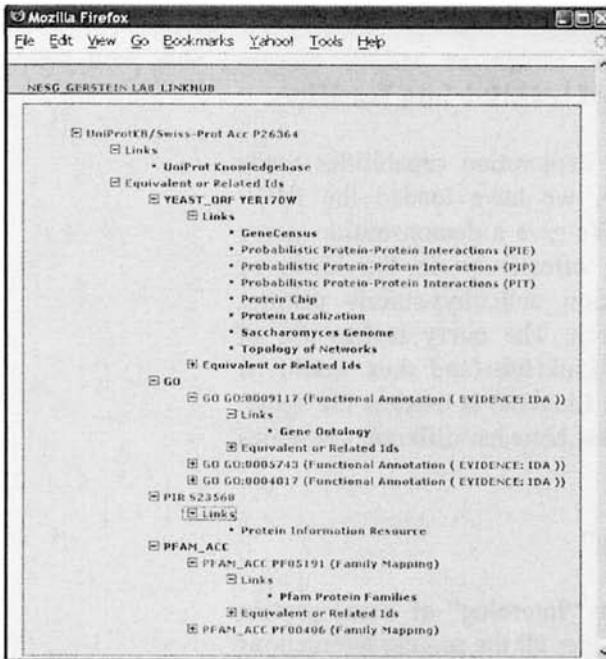 Mozilla Firefox
File Edit View Go Bookmarks Yahoo! Tools Help
NESG GERSTEIN LAB LINKHUB
UniProtKB/Swiss-Prot Acc P26364
Links
• UniProt Knowledgebase
Equivalent or Related Ids
YEAST_ORF YER170W
Links
• GeneCensus
• Probabilistic Protein-Protein Interactions (PIE)
• Probabilistic Protein-Protein Interactions (PIP)
• Probabilistic Protein-Protein Interactions (PIT)
• Protein Chip
• Protein Localization
• Saccharomyces Genome
• Topology of Networks
Equivalent or Related Ids
GO
GO GO:0009117 (Functional Annotation ( EVIDENCE: IDA ))
Links
• Gene Ontology
Equivalent or Related Ids
GO GO:0005743 (Functional Annotation ( EVIDENCE: IDA ))
GO GO:0004017 (Functional Annotation ( EVIDENCE: IDA ))
PIR S23568
Links
• Protein Information Resource
PFAM_ACC
PFAM_ACC PF05191 (Family Mapping)
Links
• Pfam Protein Families
Equivalent or Related Ids
PFAM_ACC PF00406 (Family Mapping)